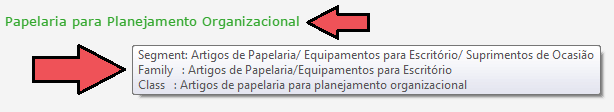 Papelaria para Planejamento Organizacional
Segment: Artigos de Papelaria/ Equipamentos para Escritório/ Suprimentos de Ocasião
Family : Artigos de Papelaria/Equipamentos para Escritório
Class : Artigos de papelaria para planejamento organizacional